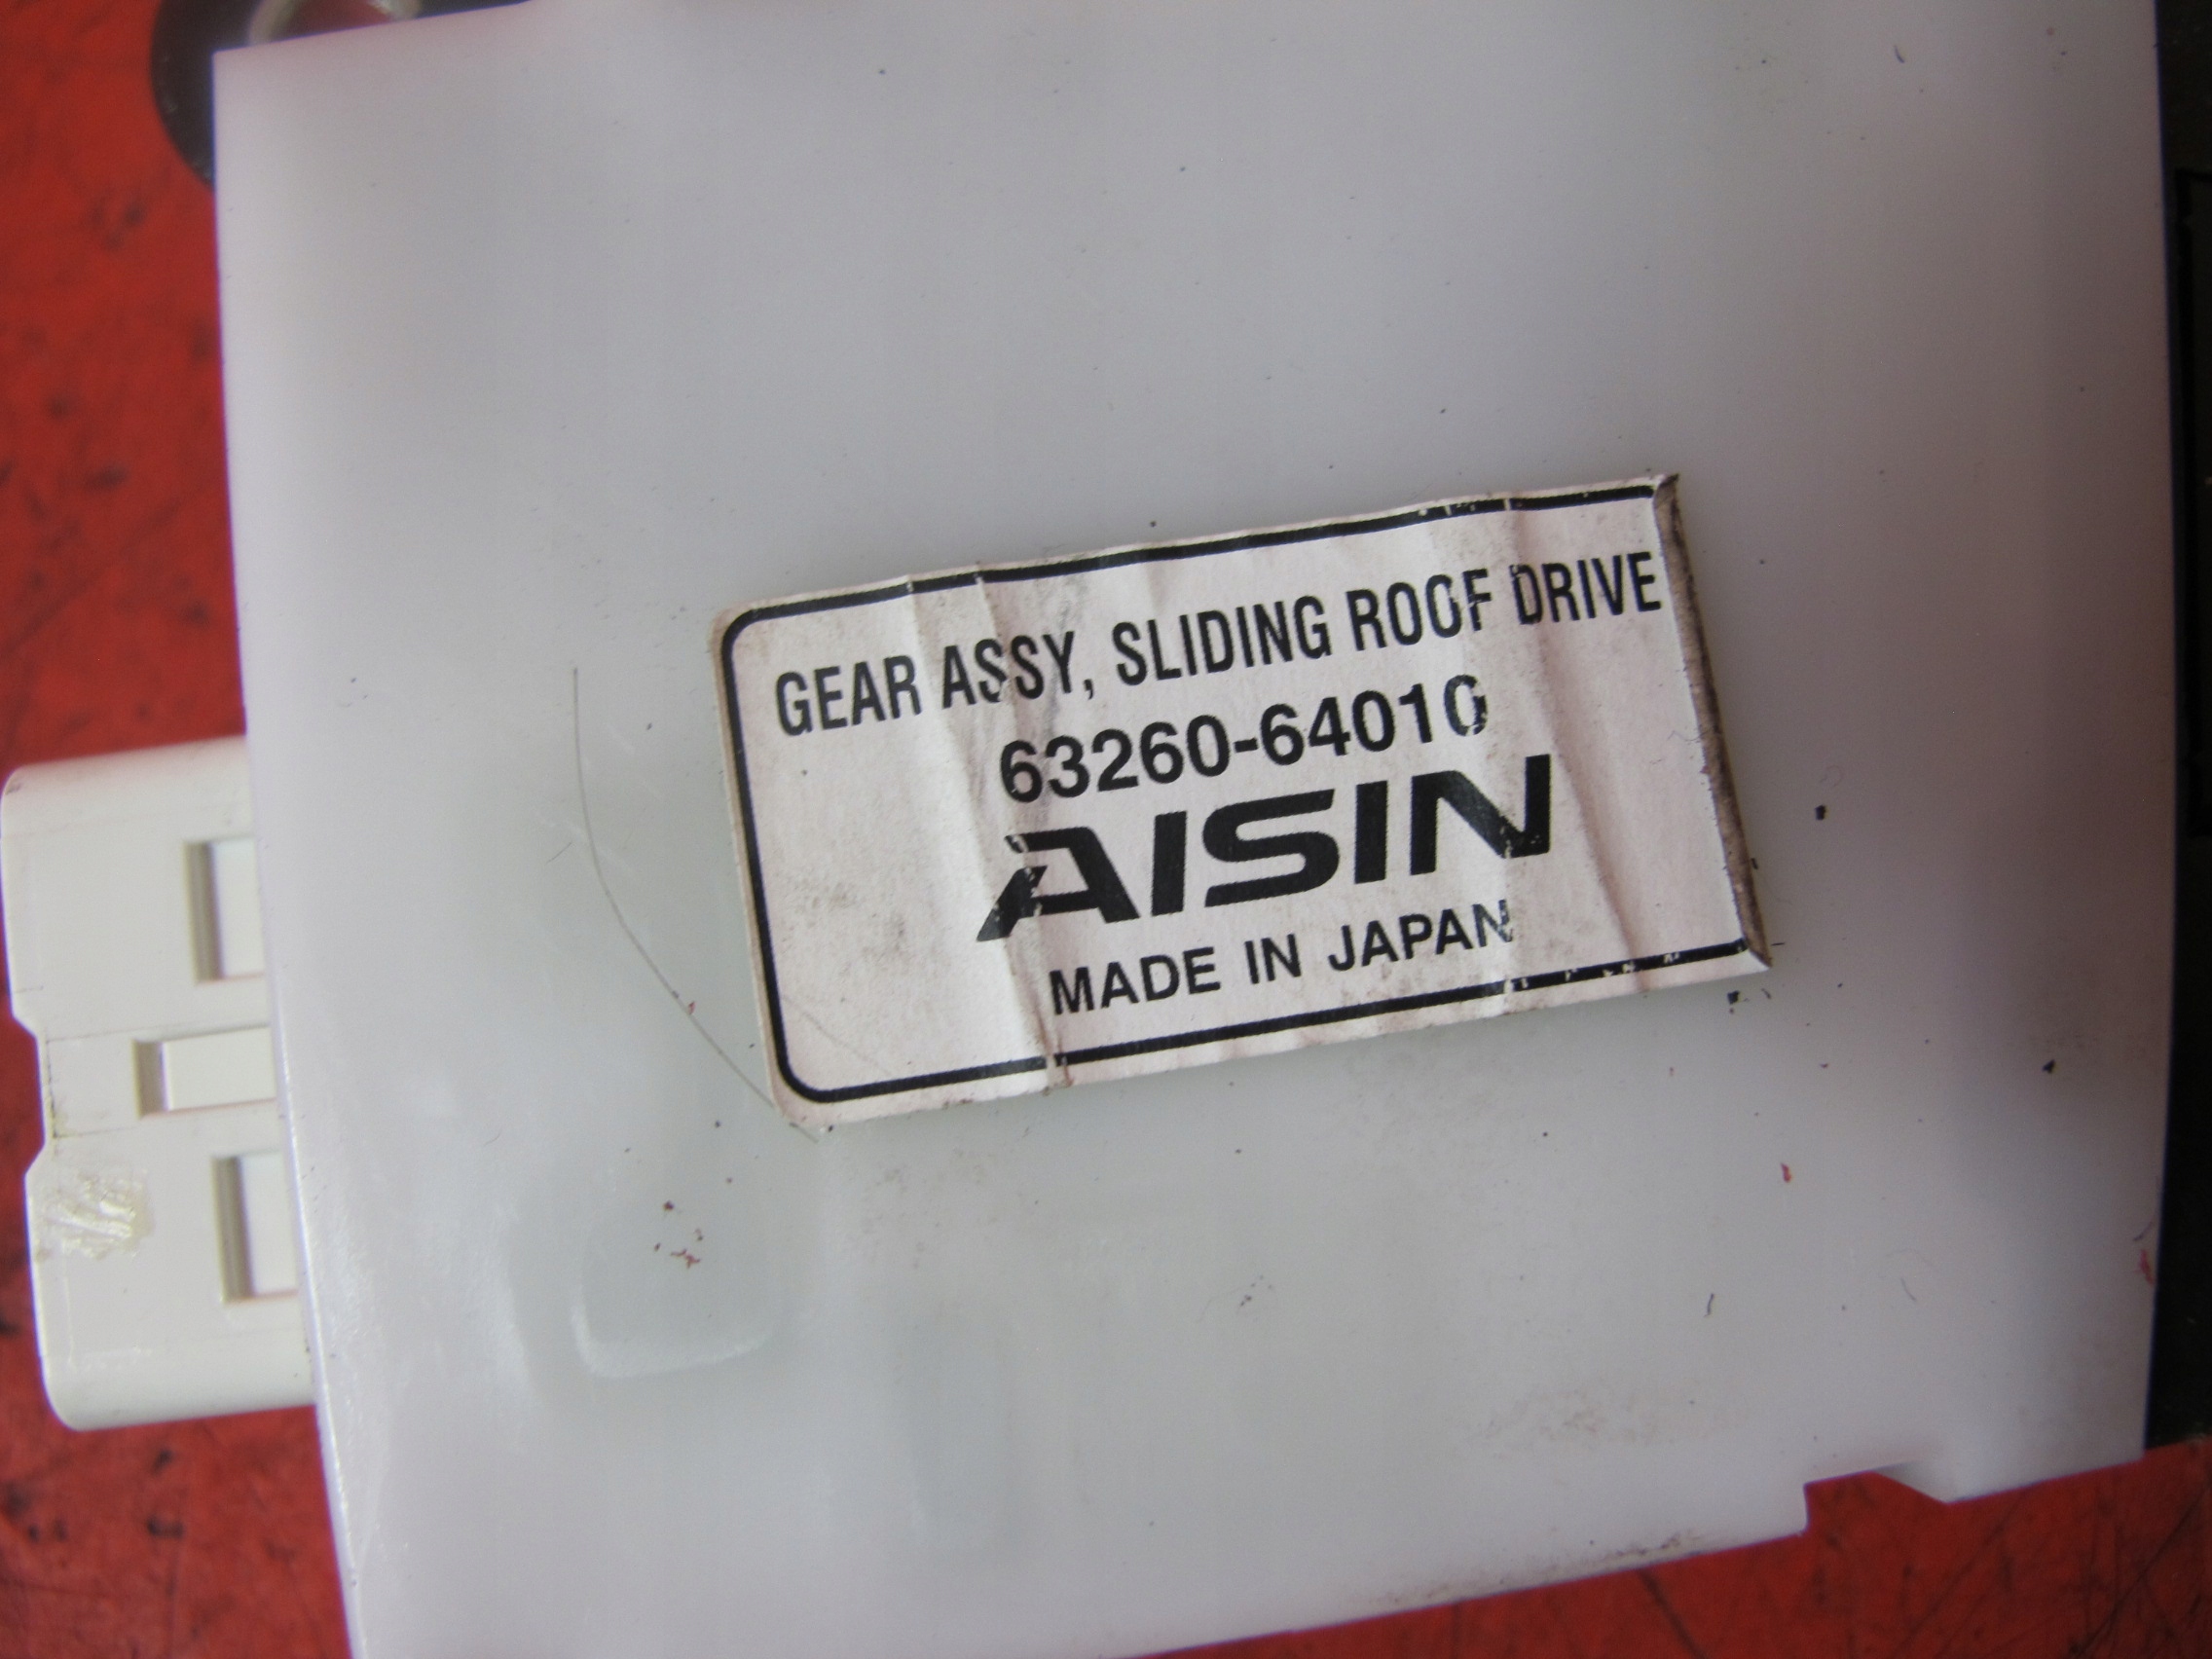 GEAR ASSY, SLIDING ROOF DRIVE
63260-64010
AISIN
MADE IN JAPAN